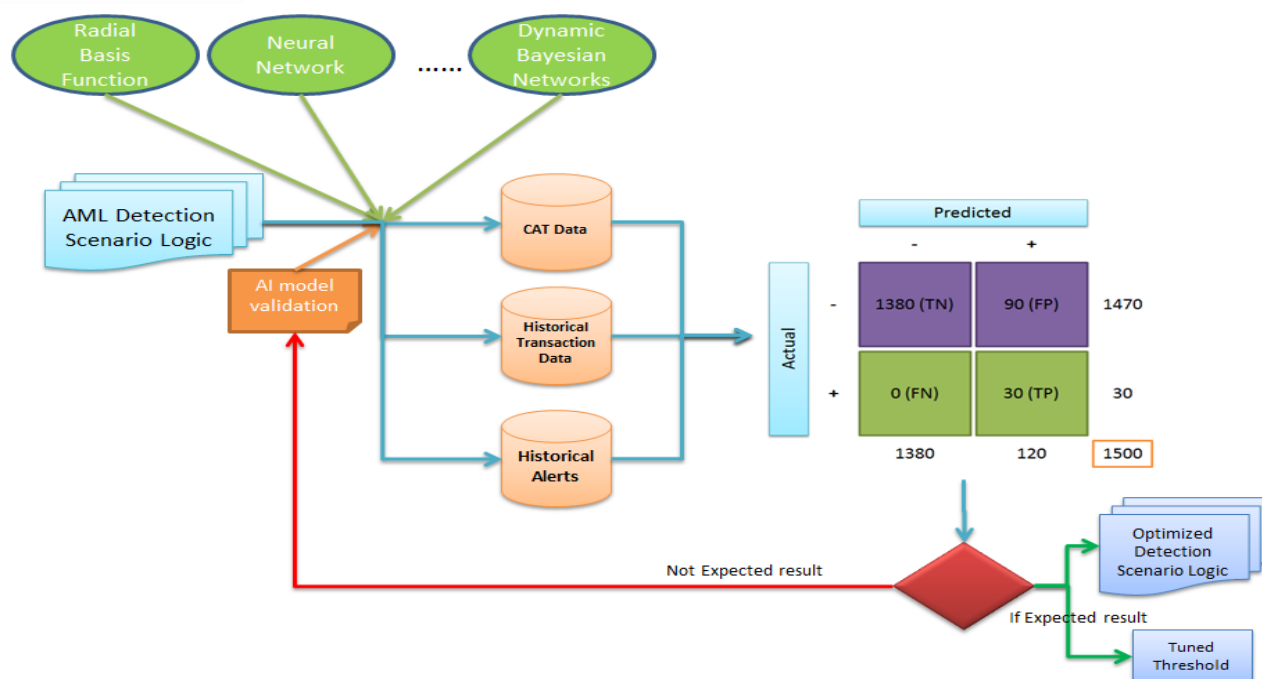 Radial
Basis
Function
Neural
Network
......
Dynamic
Bayesian
Networks
AML Detection
Scenario Logic
AI model
validation
CAT Data
Historical
Transaction
Data
Historical
Alerts
Predicted
- +
Actual
- 1380 (TN) 90 (FP) 1470
+ 0 (FN) 30 (TP) 30
1380 120 1500
Not Expected result
If Expected result
Optimized
Detection
Scenario Logic
Tuned
Threshold